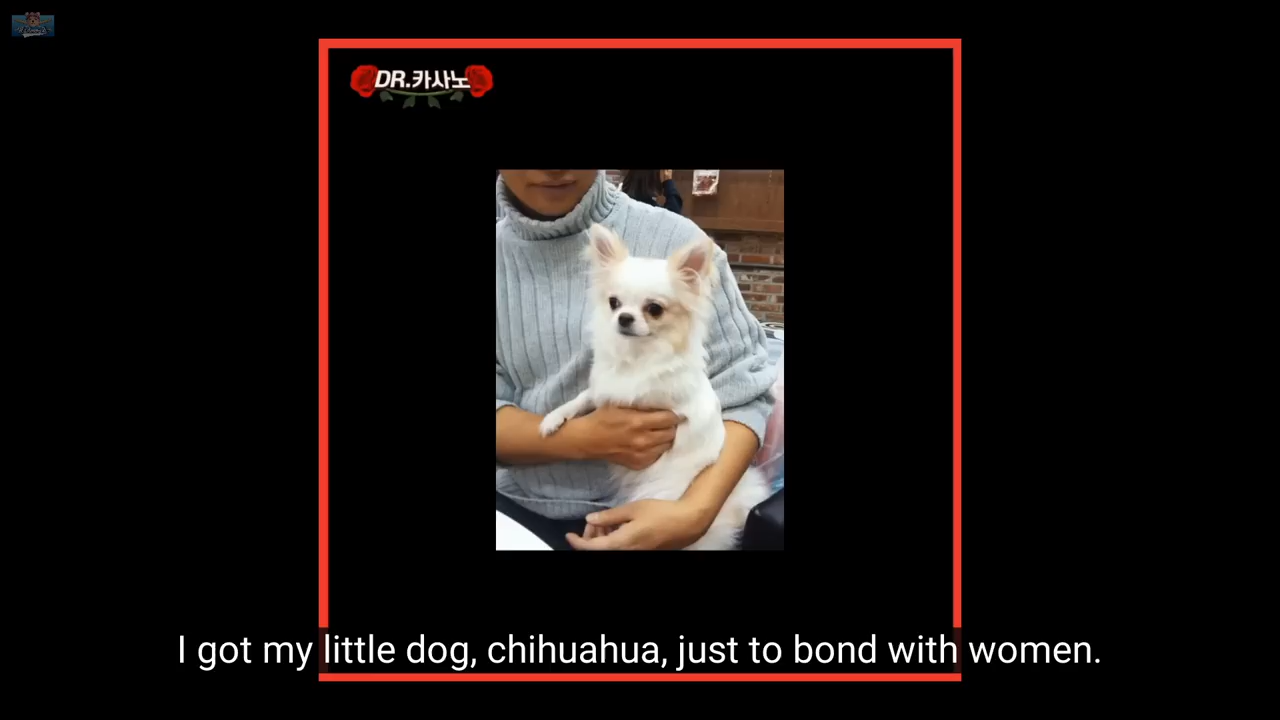 DR.카사노
I got my little dog, chihuahua, just to bond with women.